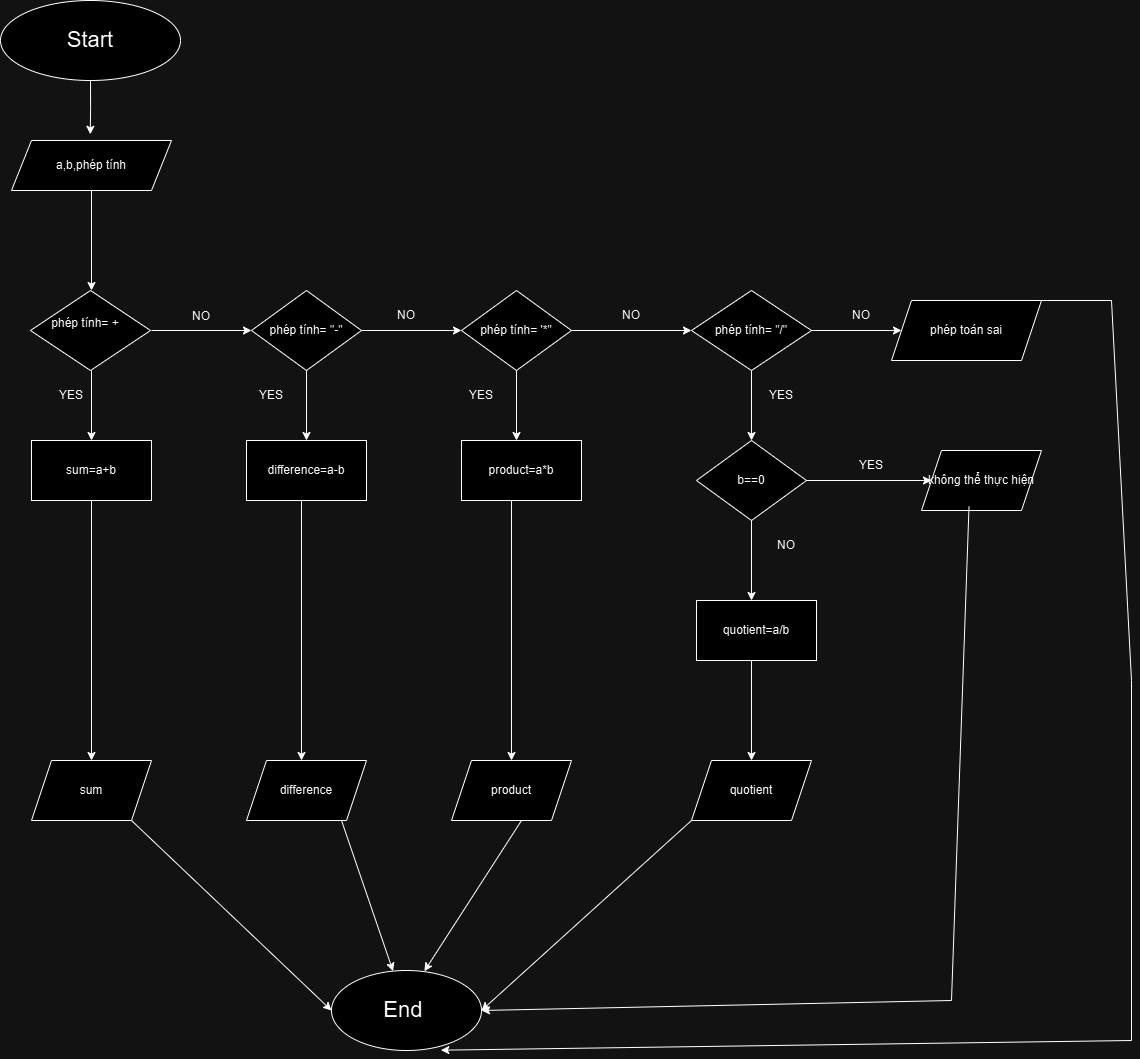 Start
a,b,phép tính
phép tính= +
NO
phép tính= "-"
NO
phép tính= '*"
NO
phép tính= "/"
NO
phép toán sai
YES
YES
YES
YES
sum=a+b
difference=a-b
product=a*b
b==0
YES
không thể thực hiện
NO
quotient=a/b
sum
difference
product
quotient
End